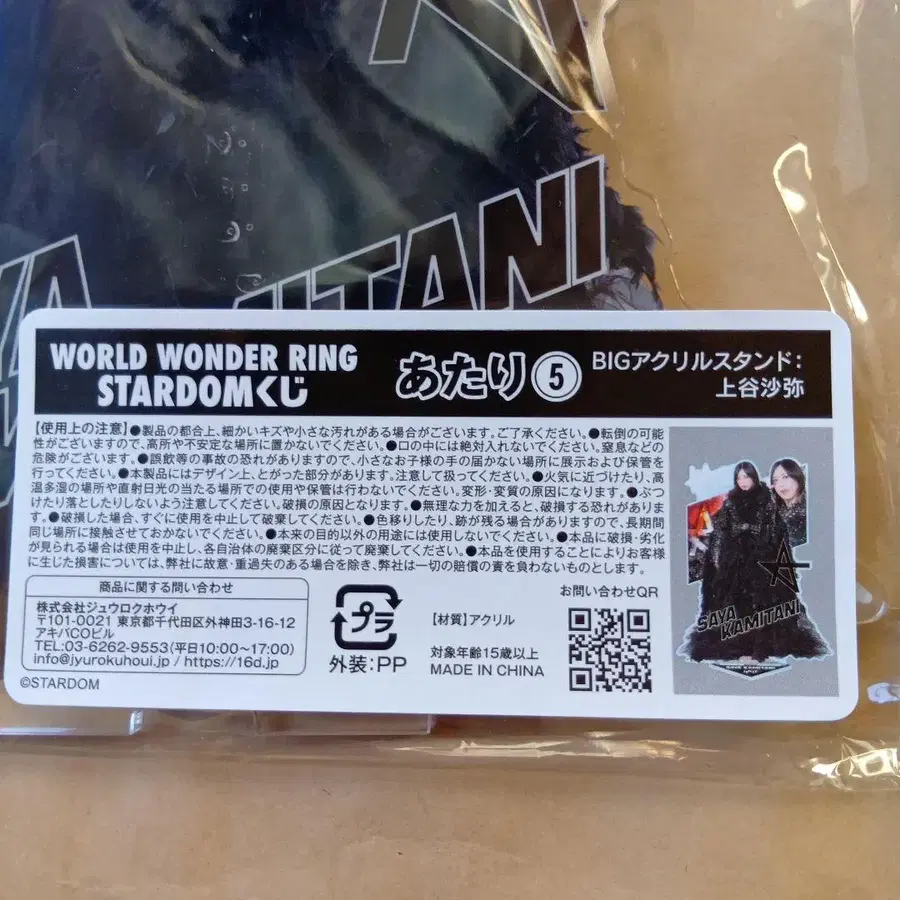 YA
MITANI
WORLD WONDER RING
STARDOMくじ
あたり⑤
BIGアクリルスタンド：
上谷沙弥
【使用上の注意】●製品の都合上、細かいキズや小さな汚れがある場合がございます。ご了承ください。●転倒の可能
性がございますので、高所や不安定な場所に置かないでください。●口の中には絶対入れないでください。窒息などの
危険がございます。●誤飲等の事故の恐れがありますので、小さなお子様の手の届かない場所に展示および保管を
行ってください。●本製品にはデザイン上、とがった部分があります。注意して扱ってください。●火気に近づけたり、高
温多湿の場所や直射日光の当たる場所での使用や保管は行わないでください。変形・変質の原因になります。●ぶつ
けたり落としたりしないよう注意してください。破損の原因となります。●無理な力を加えると、破損する恐れがありま
す。●破損した場合、すぐに使用を中止して破棄してください。●色移りしたり、跡が残る場合がありますので、長期間
同じ場所に接触させておかないでください。●本来の目的以外の用途には使用しないでください。●本品に破損・劣化
が見られる場合は使用を中止し、各自治体の廃棄区分に従って廃棄してください。●本品を使用することによりお客様
に生じた損害については、弊社に故意・重過失のある場合を除き、弊社は一切の賠償の責を負わないものとします。
商品に関する問い合わせ
株式会社ジュウロクホウイ
〒101-0021 東京都千代田区外神田3-16-12
アキバCOビル
TEL:03-6262-9553(平日10:00～17:00)
info@jyurokuhoui.jp / https://16d.jp/
©STARDOM
プラ
外装：PP
【材質】アクリル
対象年齢15歳以上
MADE IN CHINA
お問い合わせQR
SAYA
KAMITANI